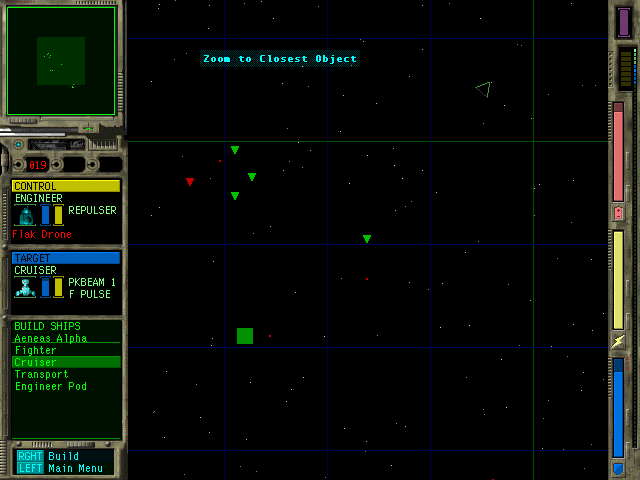 Zoom to Closest Object
019
CONTROL
ENGINEER
REPULSER
Flak Drone
TARGET
CRUISER
PKBEAM 1
F PULSE
BUILD SHIPS
Aeneas Alpha
Fighter
Cruiser
Transport
Engineer Pod
RGHT Build
LEFT Main Menu